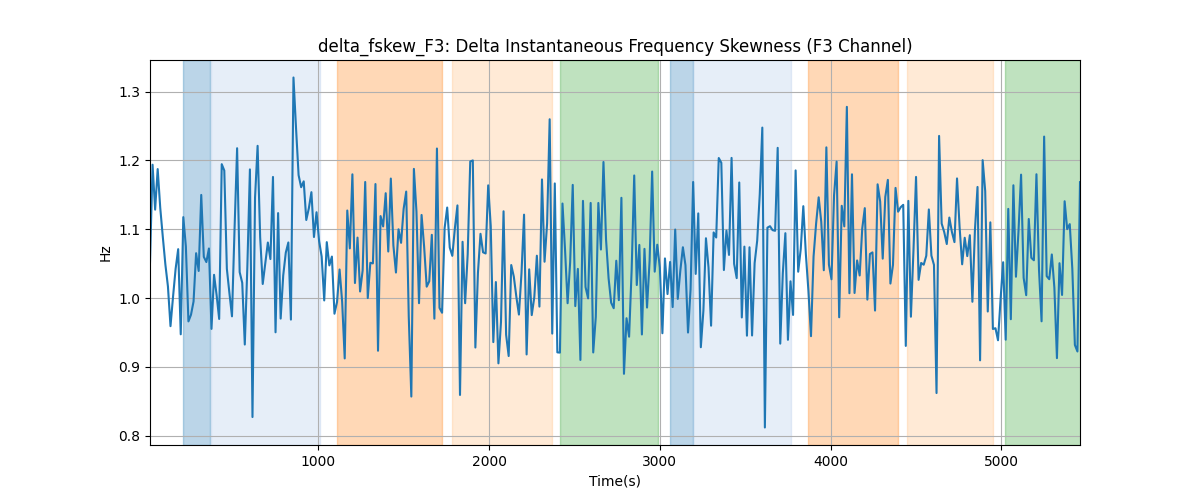 delta_fskew_F3: Delta Instantaneous Frequency Skewness (F3 Channel)
Hz
1.3
1.2
1.1
1.0
0.9
0.8
1000 2000 3000 4000 5000
Time(s)